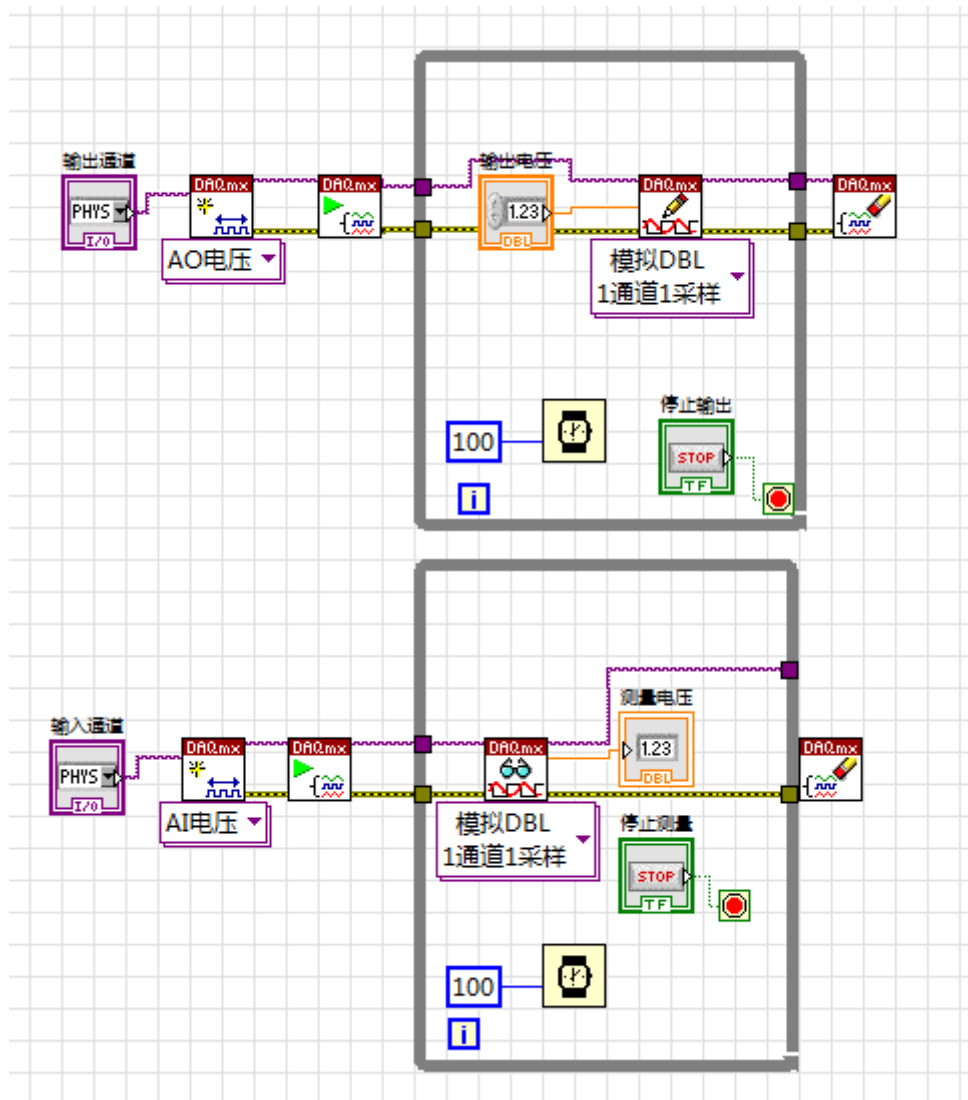 输出通道
PHYS
I/O
DAQmx
AO电压
DAQmx
输出电压
1.23
DBL
DAQmx
模拟DBL
1通道1采样
DAQmx
100
i
停止输出
STOP
TF
输入通道
PHYS
I/O
DAQmx
AI电压
DAQmx
DAQmx
模拟DBL
1通道1采样
测量电压
1.23
DBL
DAQmx
停止测量
STOP
TF
100
i